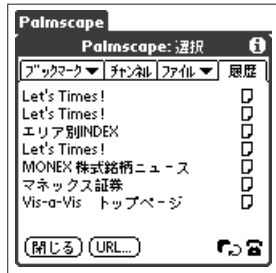 Palmscape
Palmscape: 選択
ブックマーク チャンネル ファイル 履歴
Let's Times!
Let's Times!
エリア別INDEX
Let's Times!
MONEX 株式銘柄ニュース
マネックス証券
Vis-a-Vis トップページ
閉じる URL...